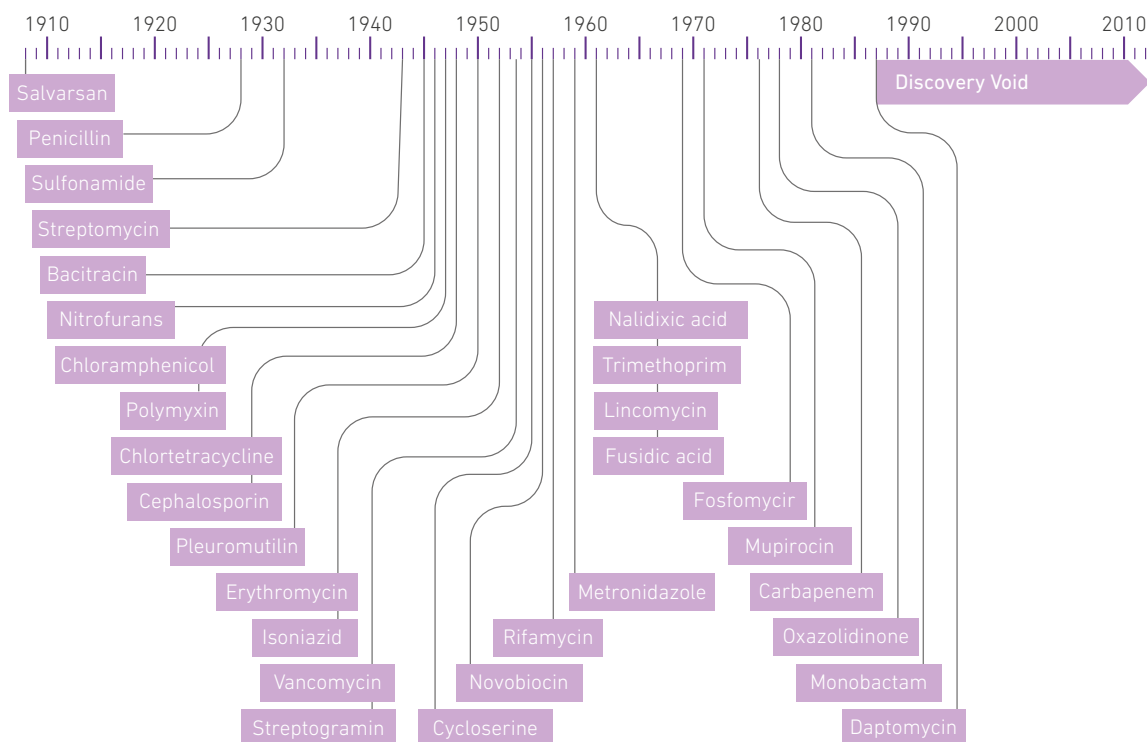 1910 1920 1930 1940 1950 1960 1970 1980 1990 2000 2010
Discovery Void
Salvarsan
Penicillin
Sulfonamide
Streptomycin
Bacitracin
Nitrofurans
Chloramphenicol
Polymyxin
Chlortetracycline
Cephalosporin
Pleuromutilin
Erythromycin
Isoniazid
Vancomycin
Streptogramin
Cycloserine
Novobiocin
Rifamycin
Metronidazole
Nalidixic acid
Trimethoprim
Lincomycin
Fusidic acid
Fosfomycir
Mupirocin
Carbapenem
Oxazolidinone
Monobactam
Daptomycin